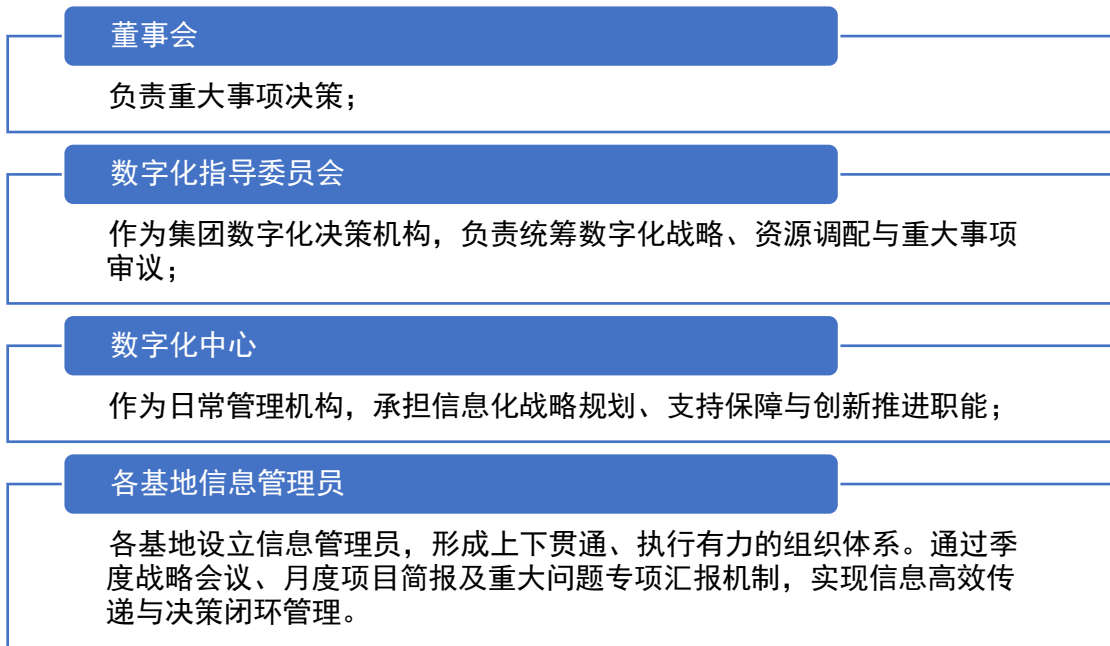 董事会
负责重大事项决策；
数字化指导委员会
作为集团数字化决策机构，负责统筹数字化战略、资源调配与重大事项
审议；
数字化中心
作为日常管理机构，承担信息化战略规划、支持保障与创新推进职能；
各基地信息管理员
各基地设立信息管理员，形成上下贯通、执行有力的组织体系。通过季
度战略会议、月度项目简报及重大问题专项汇报机制，实现信息高效传
递与决策闭环管理。